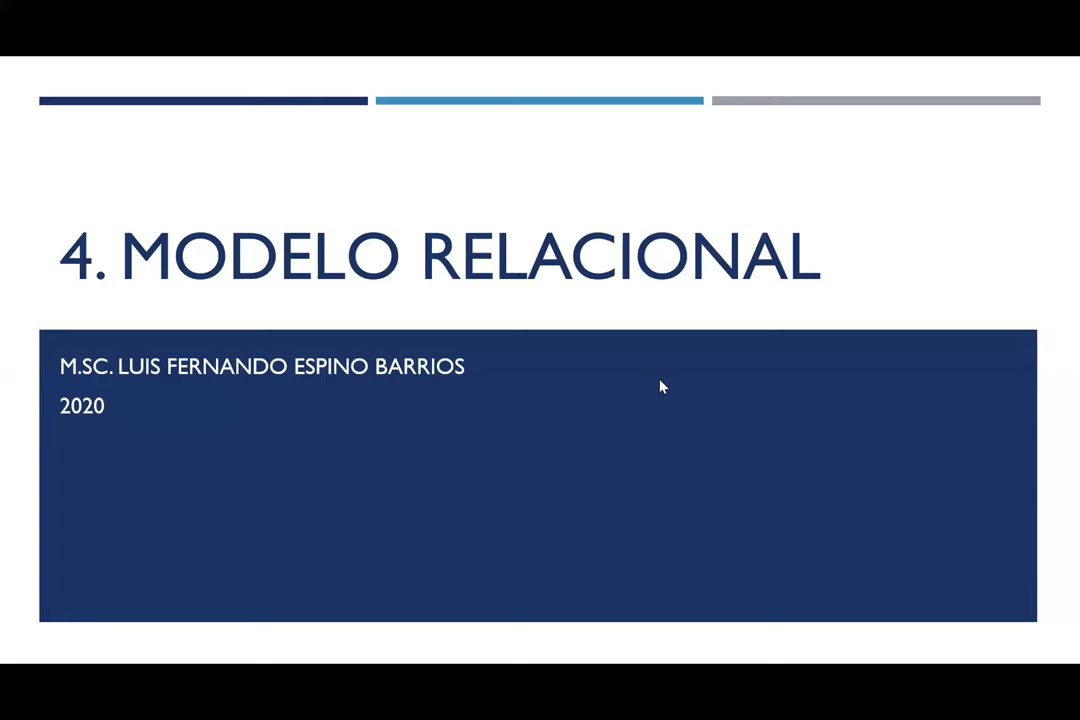 4. MODELO RELACIONAL
M.SC. LUIS FERNANDO ESPINO BARRIOS
2020